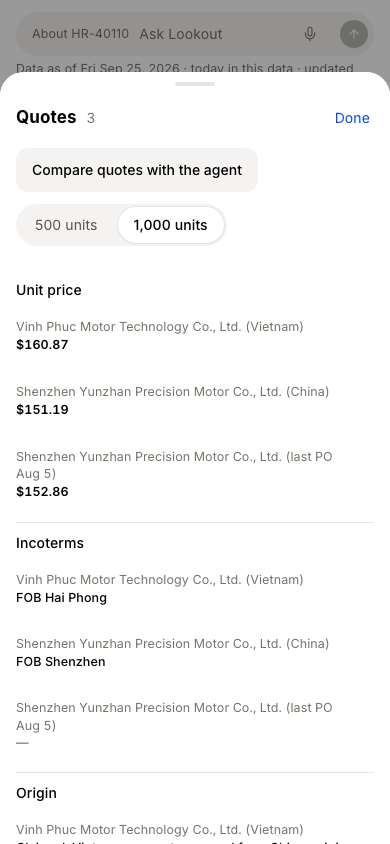 About HR-40110 Ask Lookout
Data as of Fri Sep 25, 2026 · today in this data · updated
Quotes 3
Done
Compare quotes with the agent
500 units
1,000 units
Unit price
Vinh Phuc Motor Technology Co., Ltd. (Vietnam)
$160.87
Shenzhen Yunzhan Precision Motor Co., Ltd. (China)
$151.19
Shenzhen Yunzhan Precision Motor Co., Ltd. (last PO
Aug 5)
$152.86
Incoterms
Vinh Phuc Motor Technology Co., Ltd. (Vietnam)
FOB Hai Phong
Shenzhen Yunzhan Precision Motor Co., Ltd. (China)
FOB Shenzhen
Shenzhen Yunzhan Precision Motor Co., Ltd. (last PO
Aug 5)
—
Origin
Vinh Phuc Motor Technology Co., Ltd. (Vietnam)